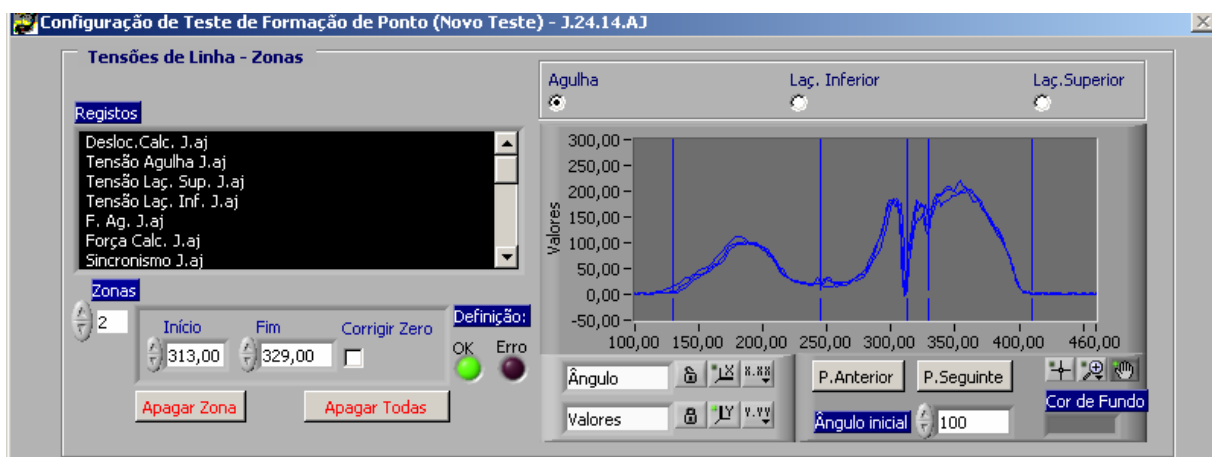 Configuração de Teste de Formação de Ponto (Novo Teste) - J.24.14.AJ
Tensões de Linha - Zonas
Agulha
Laç. Inferior
Laç.Superior
Registos
Desloc.Calc. J.aj
Tensão Agulha J.aj
Tensão Laç. Sup. J.aj
Tensão Laç. Inf. J.aj
F. Ag. J.aj
Força Calc. J.aj
Sincronismo J.aj
Valores
300,00
250,00
200,00
150,00
100,00
50,00
0,00
-50,00
100,00 150,00 200,00 250,00 300,00 350,00 400,00 460,00
Zonas
2
Início Fim Corrigir Zero
313,00 329,00
Definição:
OK Erro
Apagar Zona Apagar Todas
Ângulo X X.XX
Valores Y Y.YY
P.Anterior P.Seguinte
Ângulo inicial 100
Cor de Fundo